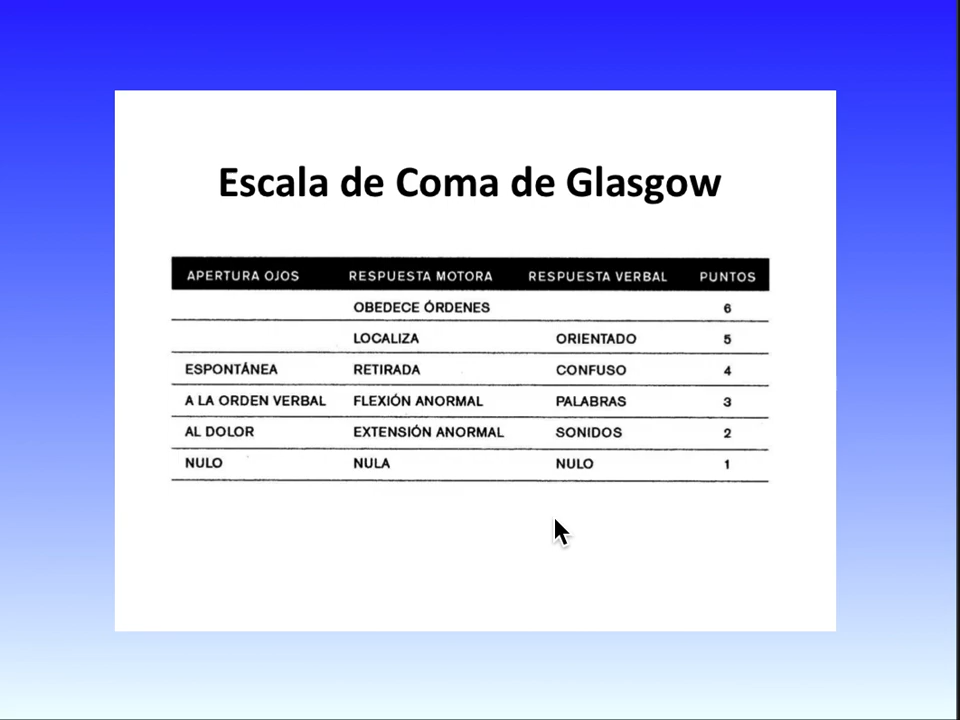 Escala de Coma de Glasgow
APERTURA OJOS RESPUESTA MOTORA RESPUESTA VERBAL PUNTOS
OBEDECE ÓRDENES 6
LOCALIZA ORIENTADO 5
ESPONTÁNEA RETIRADA CONFUSO 4
A LA ORDEN VERBAL FLEXIÓN ANORMAL PALABRAS 3
AL DOLOR EXTENSIÓN ANORMAL SONIDOS 2
NULO NULA NULO 1